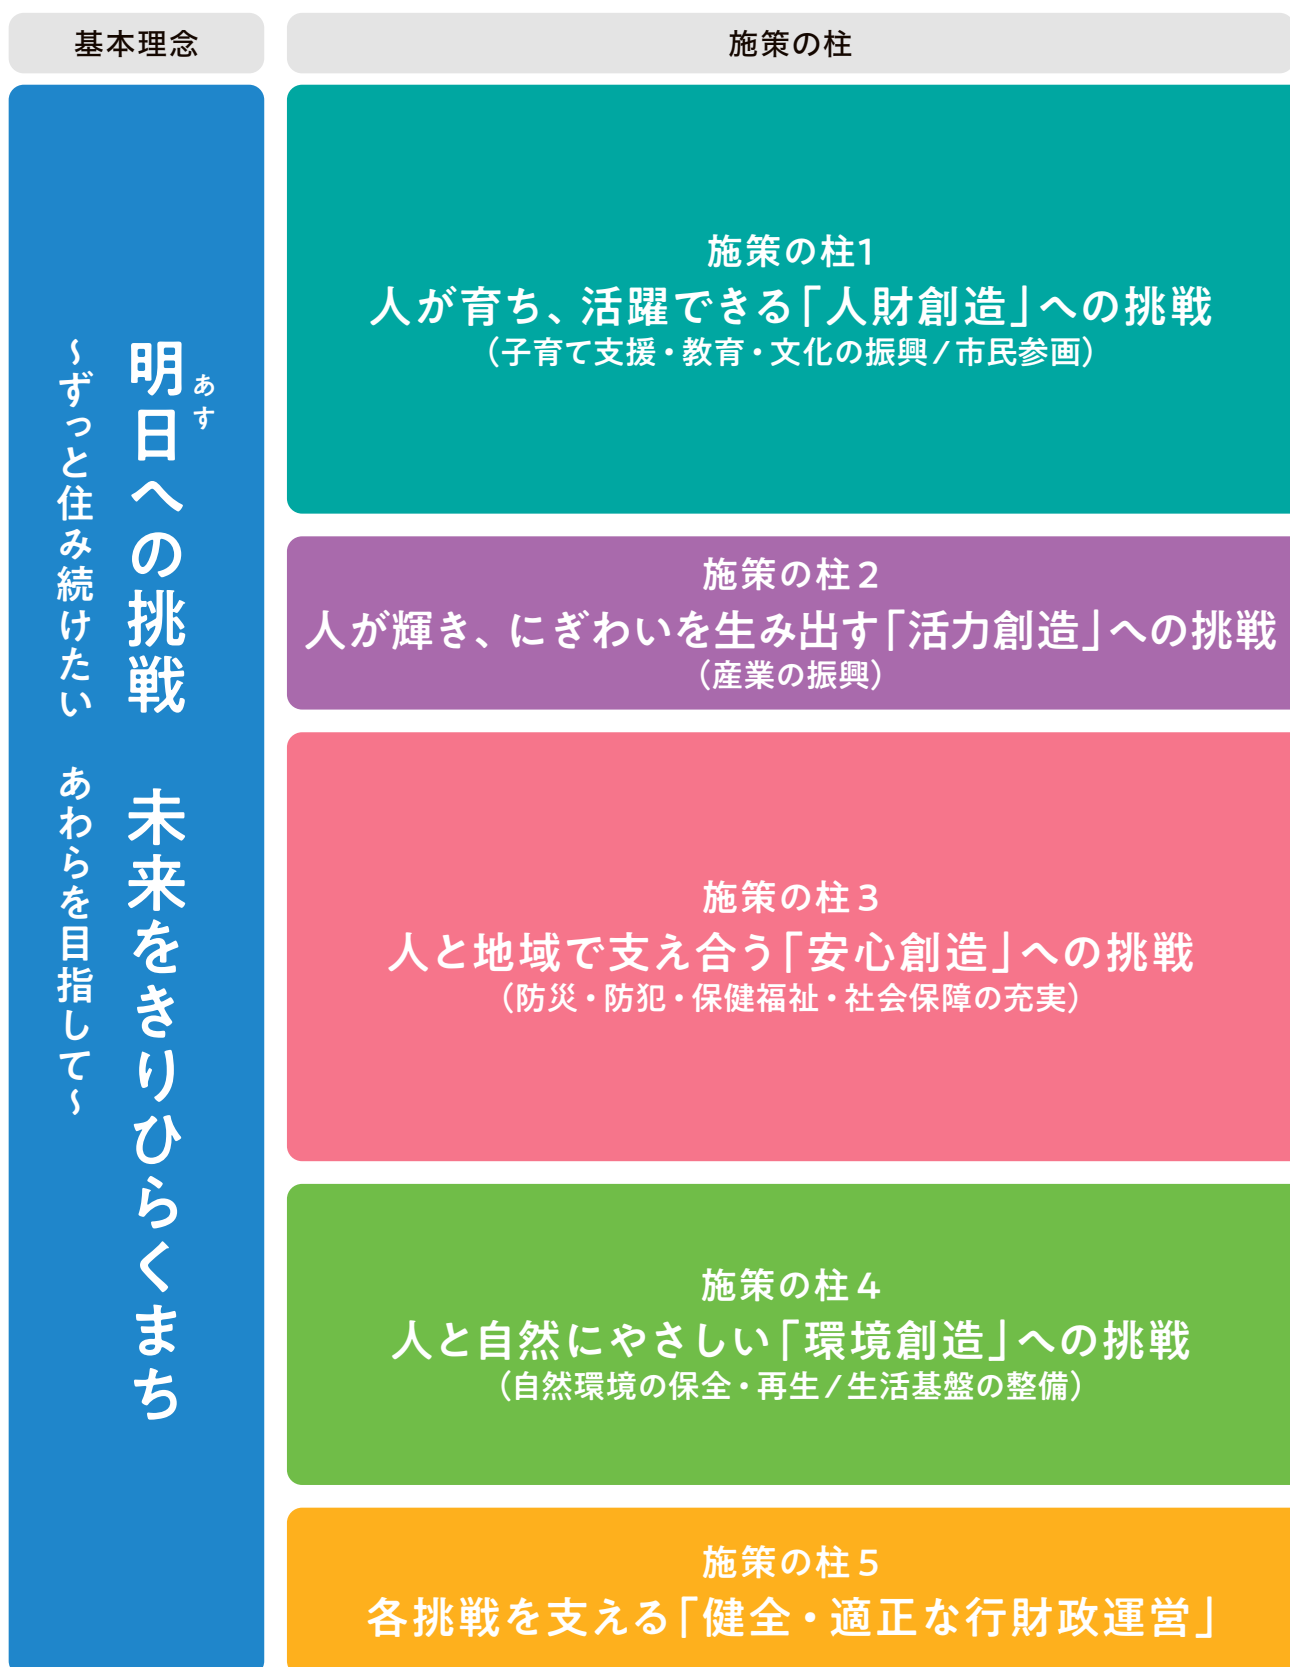 基本理念
施策の柱
明日への挑戦　未来をきりひらくまち
あす
～ずっと住み続けたい　あわらを目指して～
施策の柱1
人が育ち、活躍できる「人財創造」への挑戦
（子育て支援・教育・文化の振興/市民参画）
施策の柱２
人が輝き、にぎわいを生み出す「活力創造」への挑戦
（産業の振興）
施策の柱３
人と地域で支え合う「安心創造」への挑戦
（防災・防犯・保健福祉・社会保障の充実）
施策の柱４
人と自然にやさしい「環境創造」への挑戦
（自然環境の保全・再生/生活基盤の整備）
施策の柱５
各挑戦を支える「健全・適正な行財政運営」